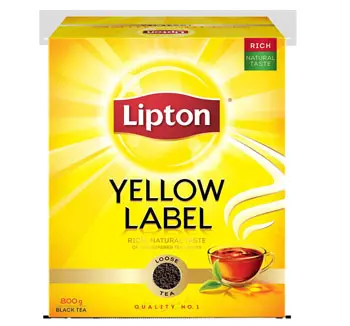 RICH
NATURAL
TASTE
Lipton
YELLOW
LABEL
RICH NATURAL TASTE
LOOSE
TEA
800g
BLACK TEA
QUALITY NO.1